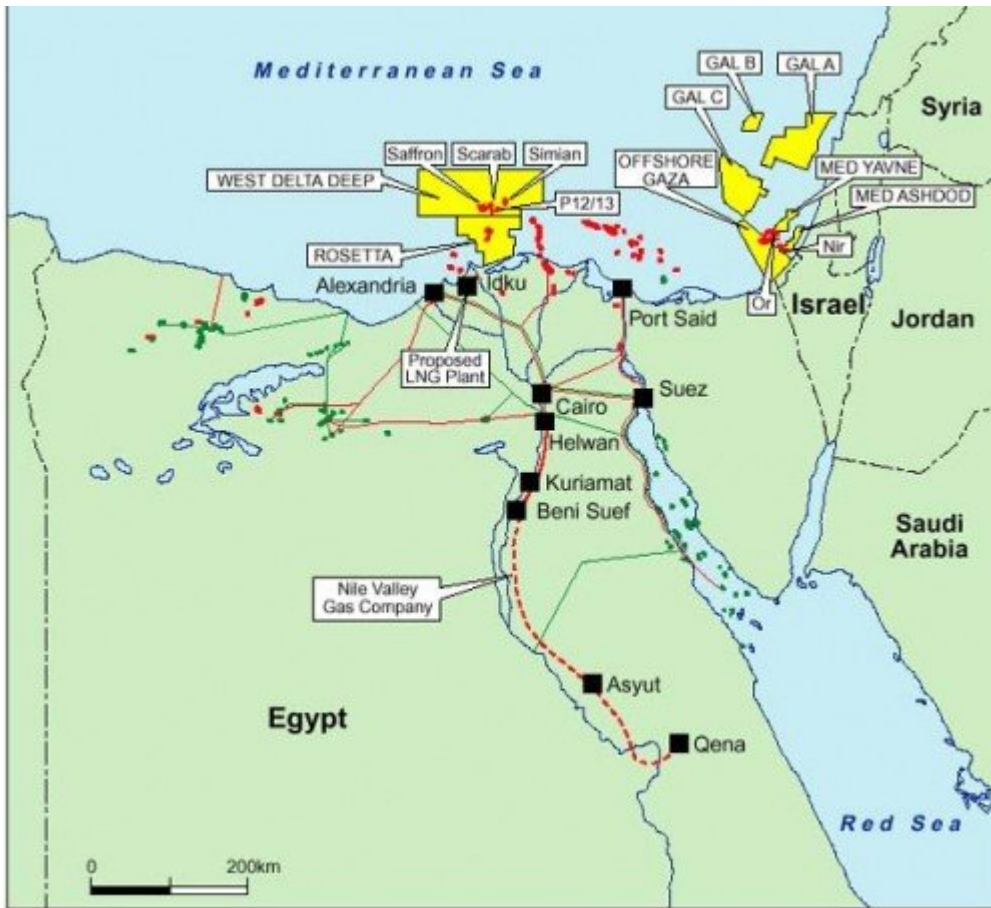 Mediterranean Sea
GAL B
GAL A
GAL C
Syria
Saffron
Scarab
Simian
OFFSHORE
GAZA
MED YAVNE
WEST DELTA DEEP
MED ASHDOD
P12/13
ROSETTA
Nir
Alexandria
Idku
Or
Israel
Port Said
Jordan
Proposed
LNG Plant
Cairo
Suez
Helwan
Kuriamat
Beni Suef
Saudi
Arabia
Nile Valley
Gas Company
Asyut
Egypt
Qena
Red Sea
0
200km